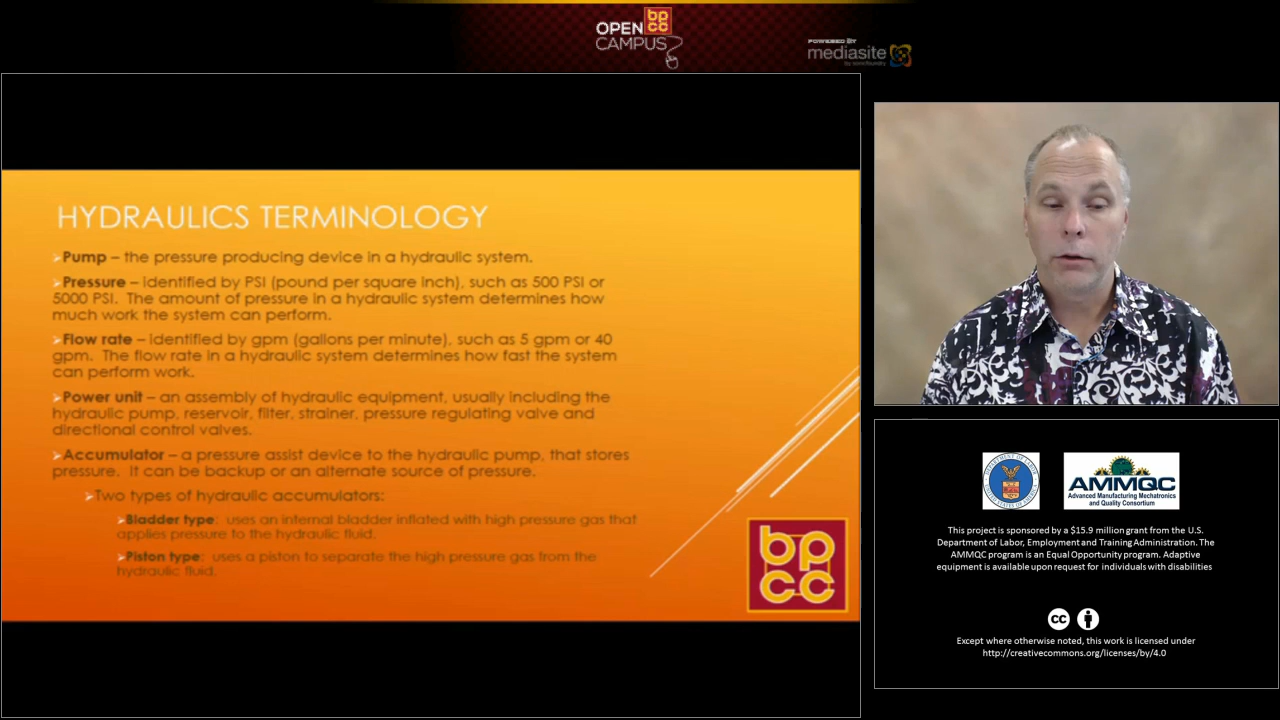 OPEN bpcc
CAMPUS
POWERED BY
mediasite
by sonicfoundry
HYDRAULICS TERMINOLOGY
Pump – the pressure producing device in a hydraulic system.
Pressure – identified by PSI (pound per square inch), such as 500 PSI or
5000 PSI. The amount of pressure in a hydraulic system determines how
much work the system can perform.
Flow rate – identified by gpm (gallons per minute), such as 5 gpm or 40
gpm. The flow rate in a hydraulic system determines how fast the system
can perform work.
Power unit – an assembly of hydraulic equipment, usually including the
hydraulic pump, reservoir, filter, strainer, pressure regulating valve and
directional control valves.
Accumulator – a pressure assist device to the hydraulic pump, that stores
pressure. It can be backup or an alternate source of pressure.
Two types of hydraulic accumulators:
Bladder type: uses an internal bladder inflated with high pressure gas that
applies pressure to the hydraulic fluid.
Piston type: uses a piston to separate the high pressure gas from the
hydraulic fluid.
bp
cc
AMMQC
Advanced Manufacturing Mechatronics
and Quality Consortium
This project is sponsored by a $15.9 million grant from the U.S.
Department of Labor, Employment and Training Administration. The
AMMQC program is an Equal Opportunity program. Adaptive
equipment is available upon request for individuals with disabilities
cc
Except where otherwise noted, this work is licensed under
http://creativecommons.org/licenses/by/4.0